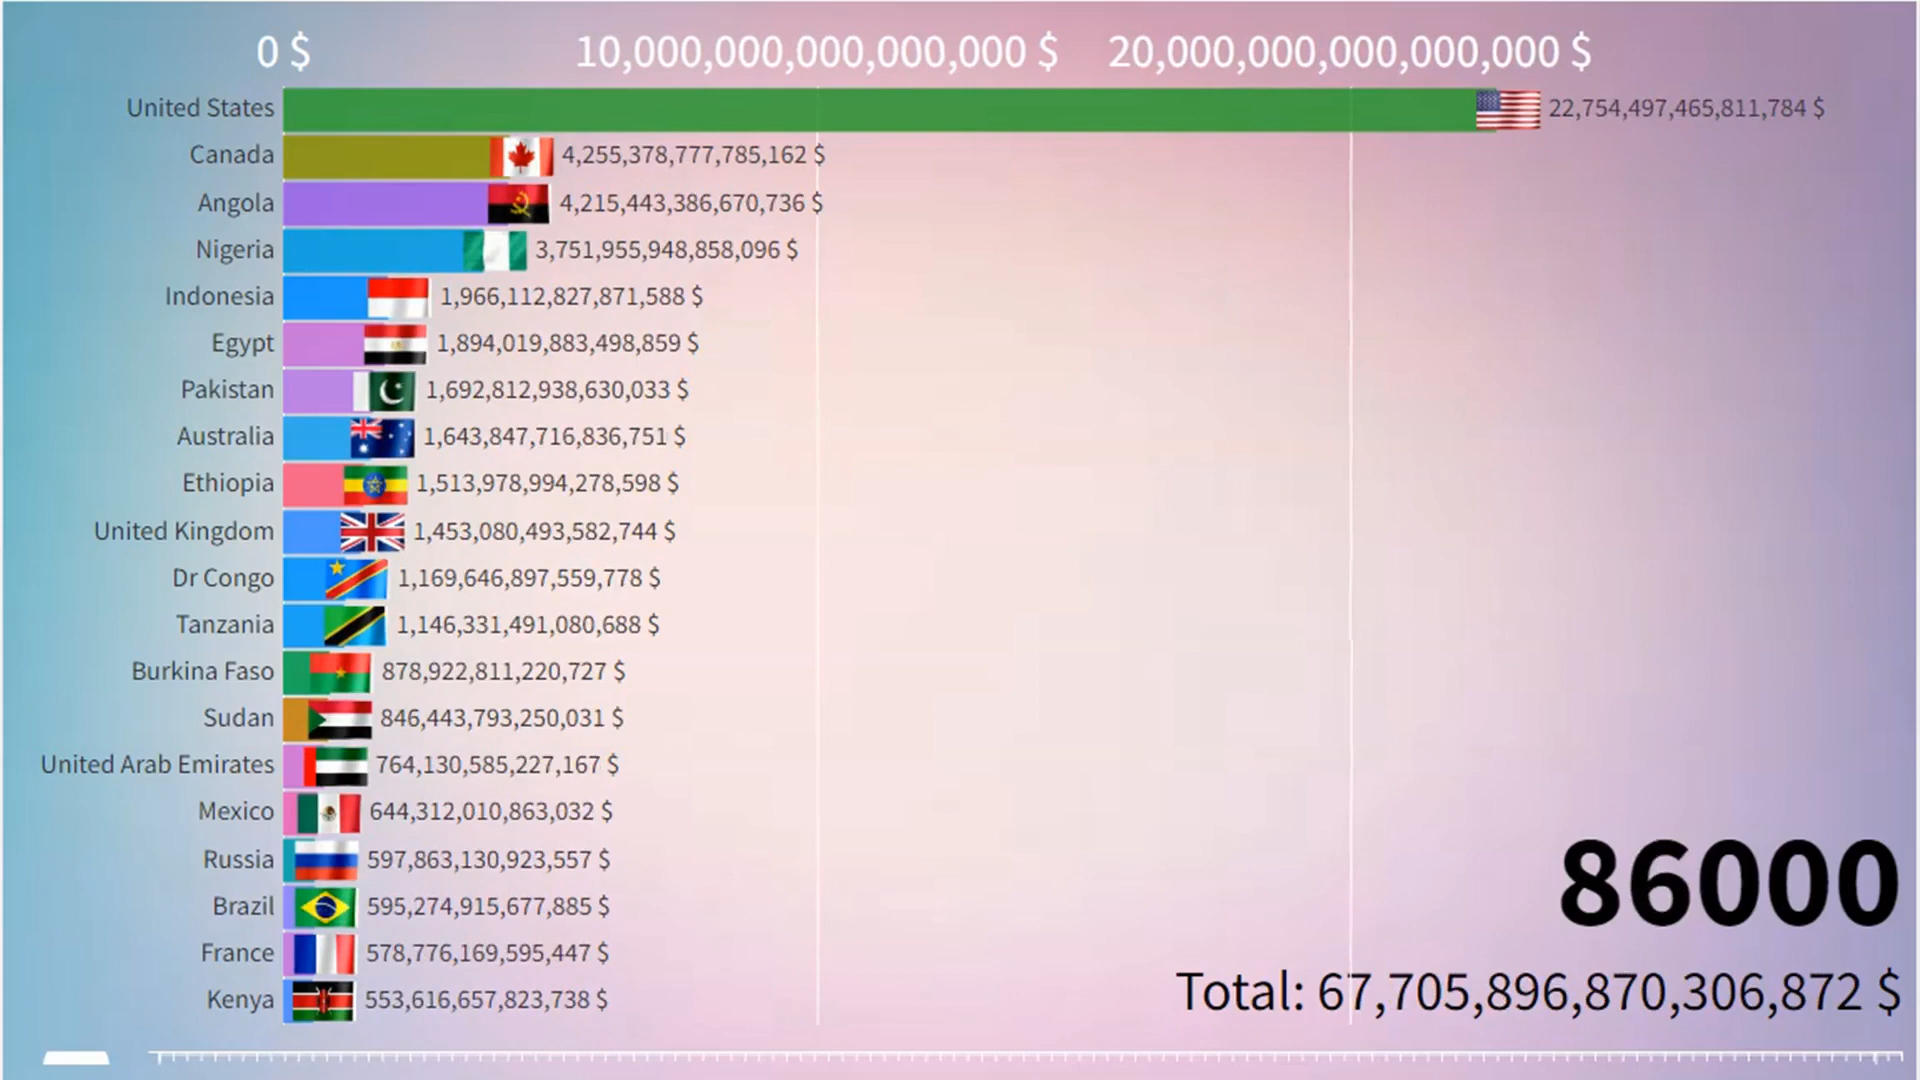 0 $ 10,000,000,000,000,000 $ 20,000,000,000,000,000 $
United States 22,754,497,465,811,784 $
Canada 4,255,378,777,785,162 $
Angola 4,215,443,386,670,736 $
Nigeria 3,751,955,948,858,096 $
Indonesia 1,966,112,827,871,588 $
Egypt 1,894,019,883,498,859 $
Pakistan 1,692,812,938,630,033 $
Australia 1,643,847,716,836,751 $
Ethiopia 1,513,978,994,278,598 $
United Kingdom 1,453,080,493,582,744 $
Dr Congo 1,169,646,897,559,778 $
Tanzania 1,146,331,491,080,688 $
Burkina Faso 878,922,811,220,727 $
Sudan 846,443,793,250,031 $
United Arab Emirates 764,130,585,227,167 $
Mexico 644,312,010,863,032 $
Russia 597,863,130,923,557 $
Brazil 595,274,915,677,885 $
France 578,776,169,595,447 $
Kenya 553,616,657,823,738 $
86000
Total: 67,705,896,870,306,872 $